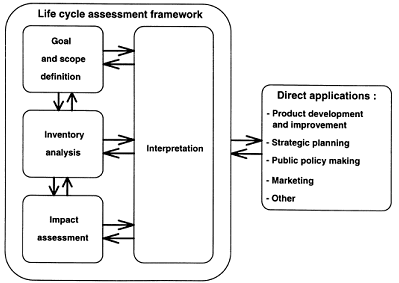 Life cycle assessment framework
Goal
and scope
definition
Inventory
analysis
Impact
assessment
Interpretation
Direct applications :
- Product development
and improvement
- Strategic planning
- Public policy making
- Marketing
- Other